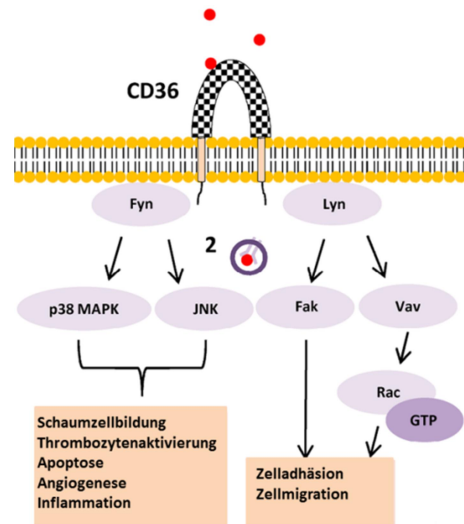 CD36
Fyn
Lyn
2
p38 MAPK
JNK
Fak
Vav
Rac
GTP
Schaumzellbildung
Thrombozytenaktivierung
Apoptose
Angiogenese
Inflammation
Zelladhäsion
Zellmigration